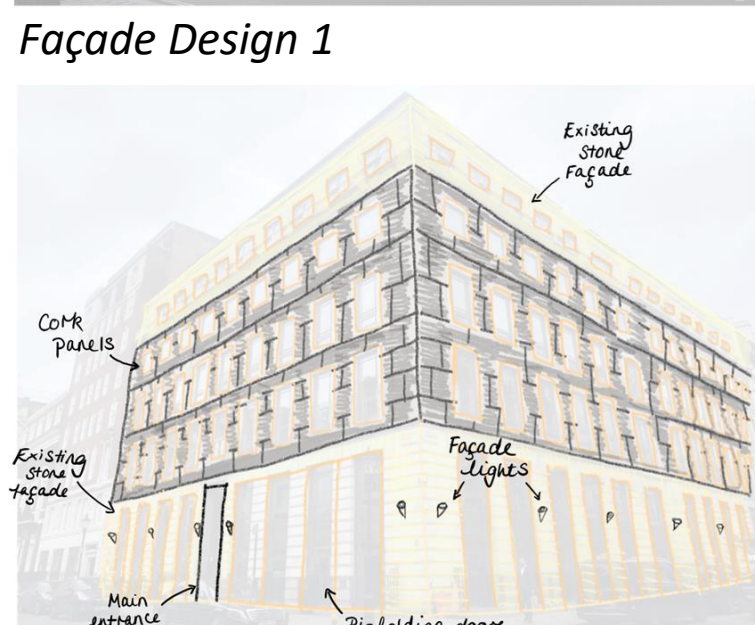 Façade Design 1
Existing
Stone
Façade
Cork
Panels
Existing
Stone
façade
Façade
lights
Main
entrance